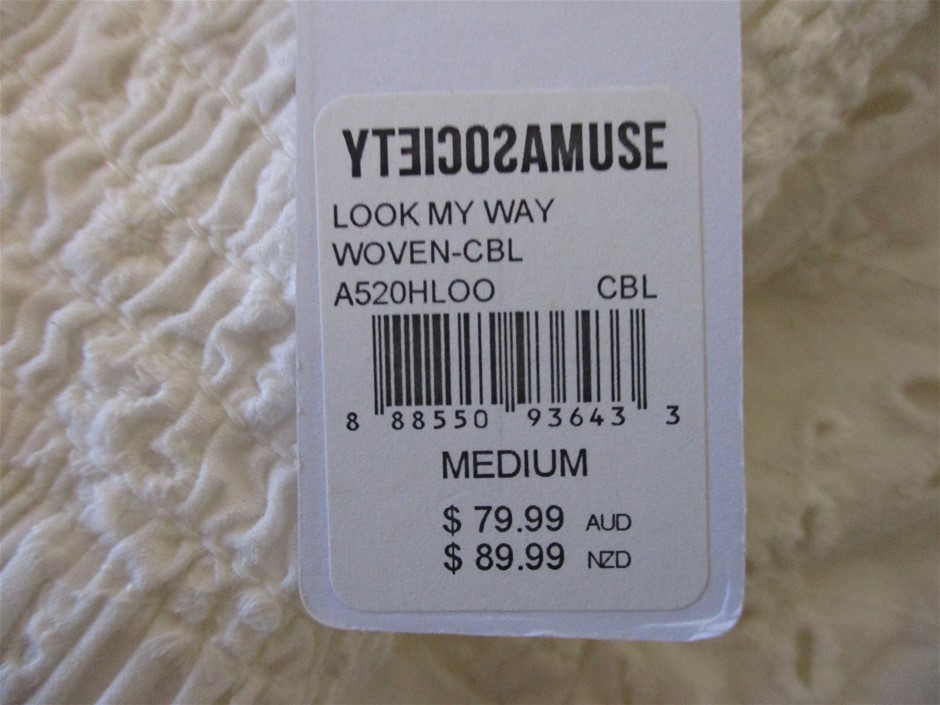 YTEICOSAMUSE
LOOK MY WAY
WOVEN-CBL
A520HLOO CBL
8 88550 93643 3
MEDIUM
$ 79.99 AUD
$ 89.99 NZD